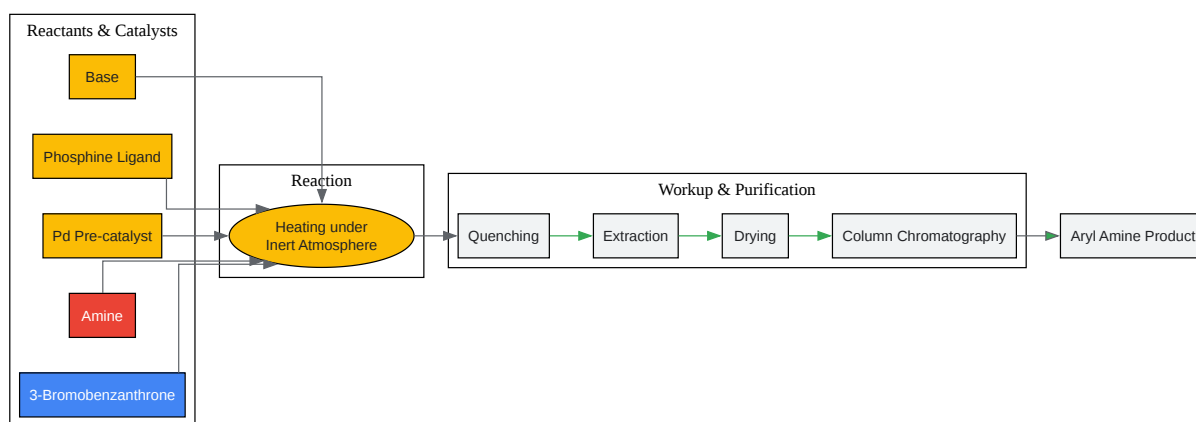 Reactants & Catalysts
Base
Phosphine Ligand
Pd Pre-catalyst
Amine
3-Bromobenzanthrone
Reaction
Heating under
Inert Atmosphere
Workup & Purification
Quenching
Extraction
Drying
Column Chromatography
Aryl Amine Product